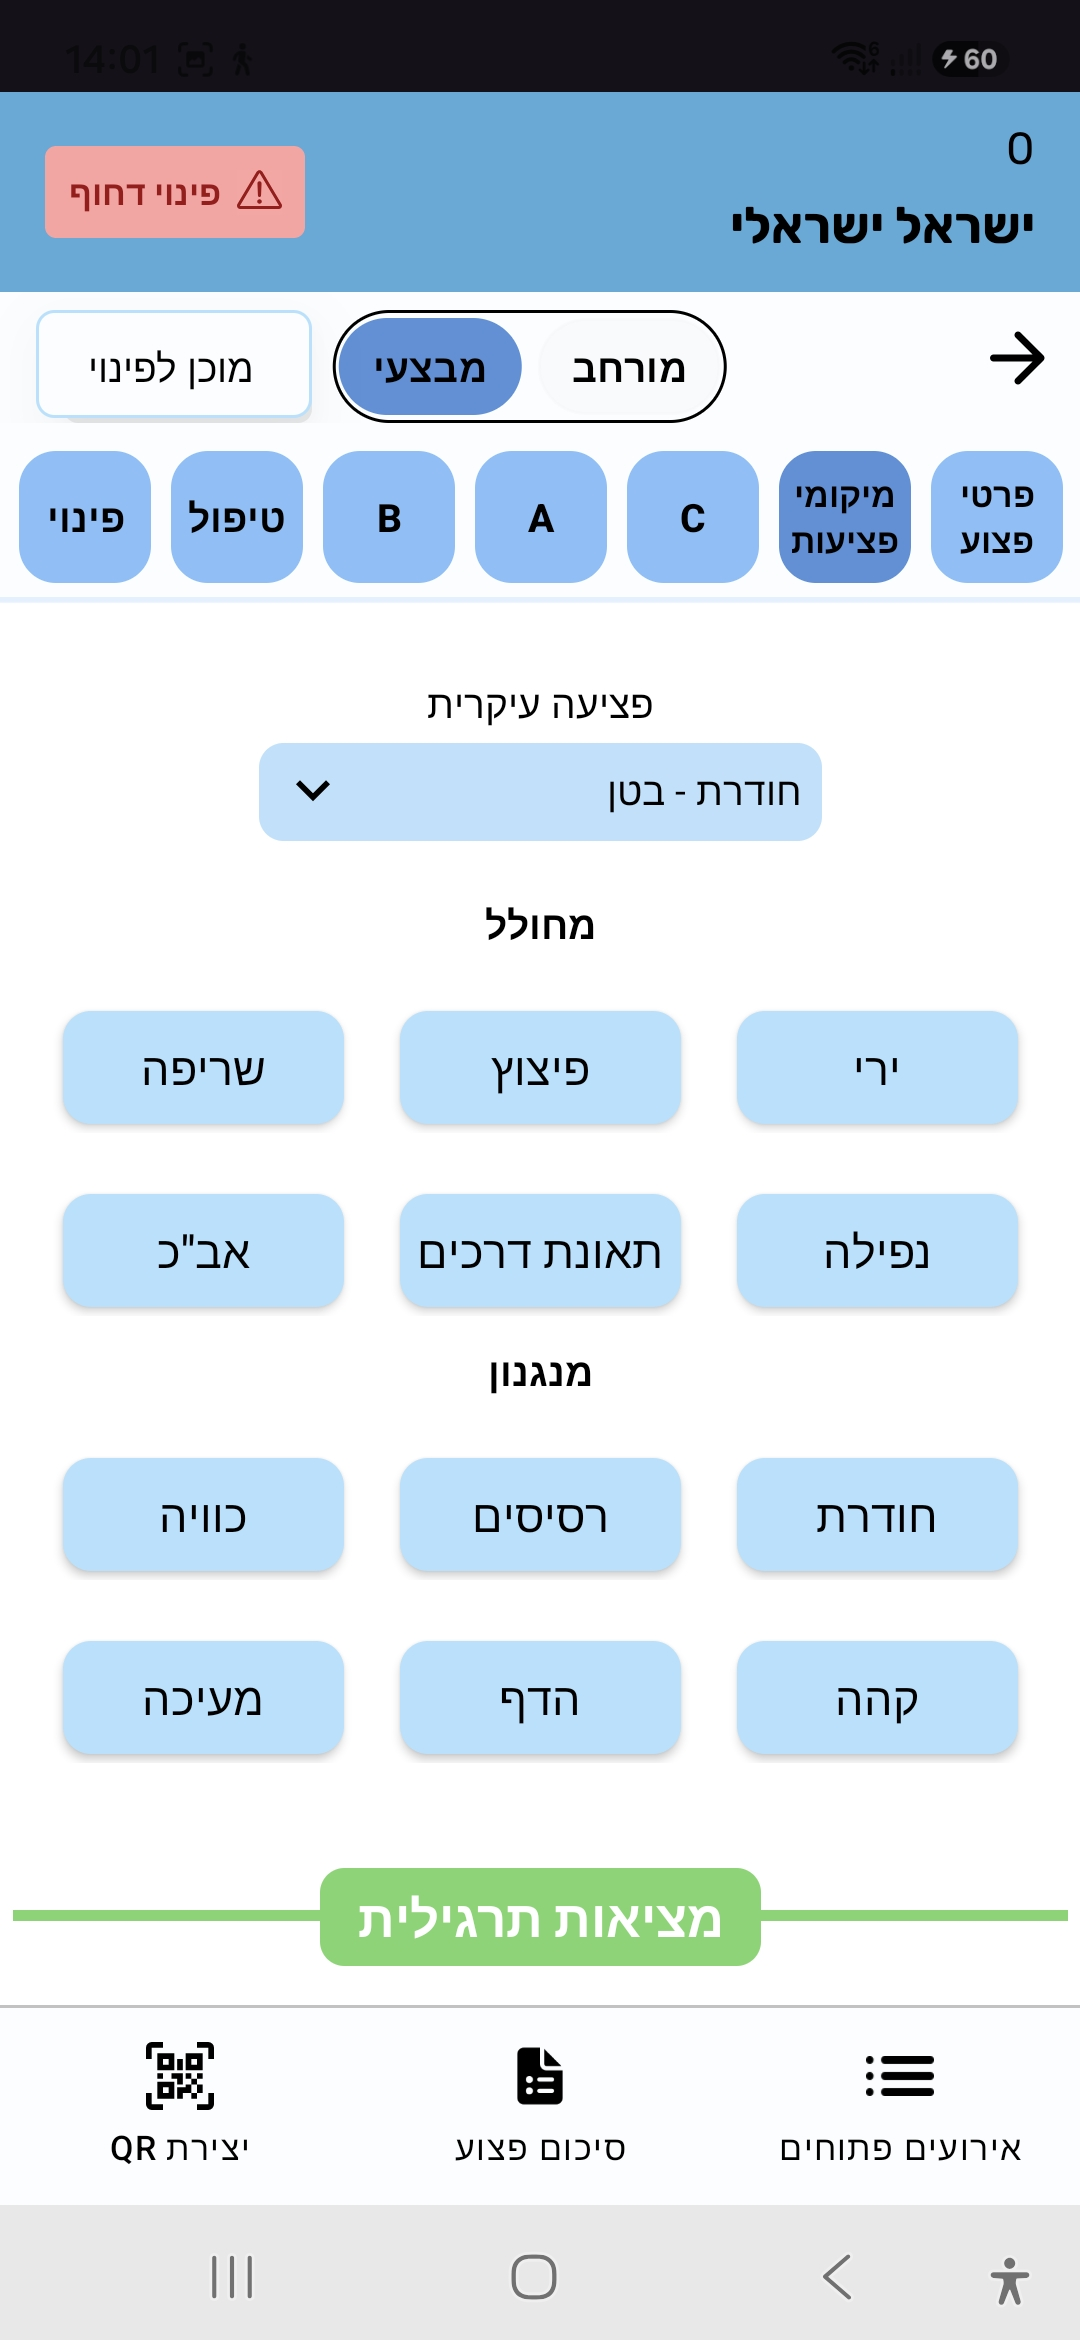 14:01
6
60
0
ישראל ישראלי
פינוי דחוף
מורחב
מבצעי
מוכן לפינוי
פרטי פצוע
מיקומי פציעות
C
A
B
טיפול
פינוי
פציעה עיקרית
חודרת - בטן
מחולל
ירי
פיצוץ
שריפה
נפילה
תאונת דרכים
אב"כ
מנגנון
חודרת
רסיסים
כוויה
קהה
הדף
מעיכה
מציאות תרגילית
אירועים פתוחים
סיכום פצוע
יצירת QR